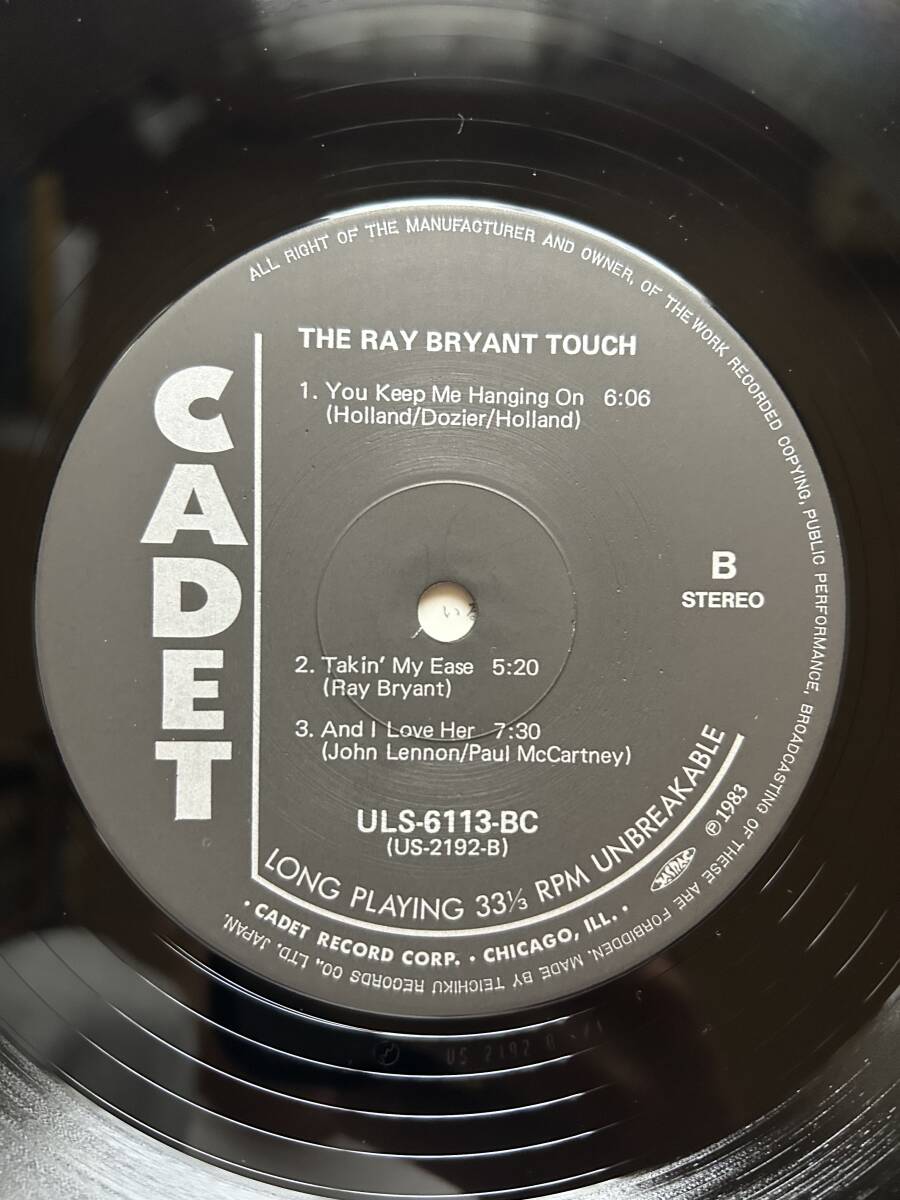 ALL RIGHT OF THE MANUFACTURER AND OWNER, OF THE WORK RECORDED COPYING, PUBLIC PERFORMANCE, BROADCASTING OF THESE ARE FORBIDDEN. MADE BY TEICHIKU RECORDS CO., LTD. JAPAN.
CADET
THE RAY BRYANT TOUCH
1. You Keep Me Hanging On 6:06
(Holland/Dozier/Holland)
B
STEREO
2. Takin' My Ease 5:20
(Ray Bryant)
3. And I Love Her 7:30
(John Lennon/Paul McCartney)
ULS-6113-BC
(US-2192-B)
LONG PLAYING 33⅓ RPM UNBREAKABLE
℗ 1983
JASRAC
• CADET RECORD CORP. • CHICAGO, ILL. •
US 2192 B